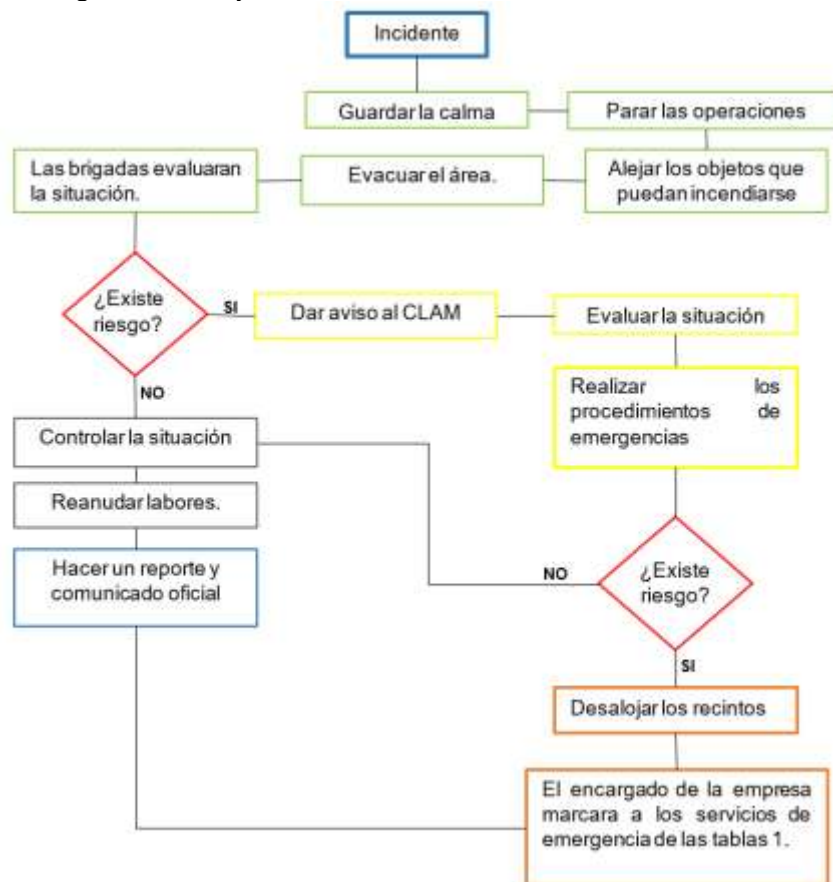 Incidente
Guardar la calma
Parar las operaciones
Alejar los objetos que
puedan incendiarse
Evacuar el área.
Las brigadas evaluaran
la situación.
¿Existe
riesgo?
SI
Dar aviso al CLAM
Evaluar la situación
Realizar los
procedimientos de
emergencias
NO
Controlar la situación
Reanudar labores.
Hacer un reporte y
comunicado oficial
¿Existe
riesgo?
NO
SI
Desalojar los recintos
El encargado de la empresa
marcara a los servicios de
emergencia de las tablas 1.